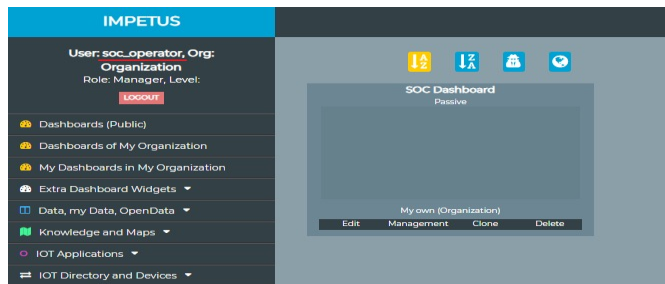 IMPETUS
User: soc_operator, Org:
Organization
Role: Manager, Level:
LOGOUT
Dashboards (Public)
Dashboards of My Organization
My Dashboards in My Organization
Extra Dashboard Widgets
Data, my Data, OpenData
Knowledge and Maps
IOT Applications
IOT Directory and Devices
SOC Dashboard
Passive
My own (Organization)
Edit Management Clone Delete